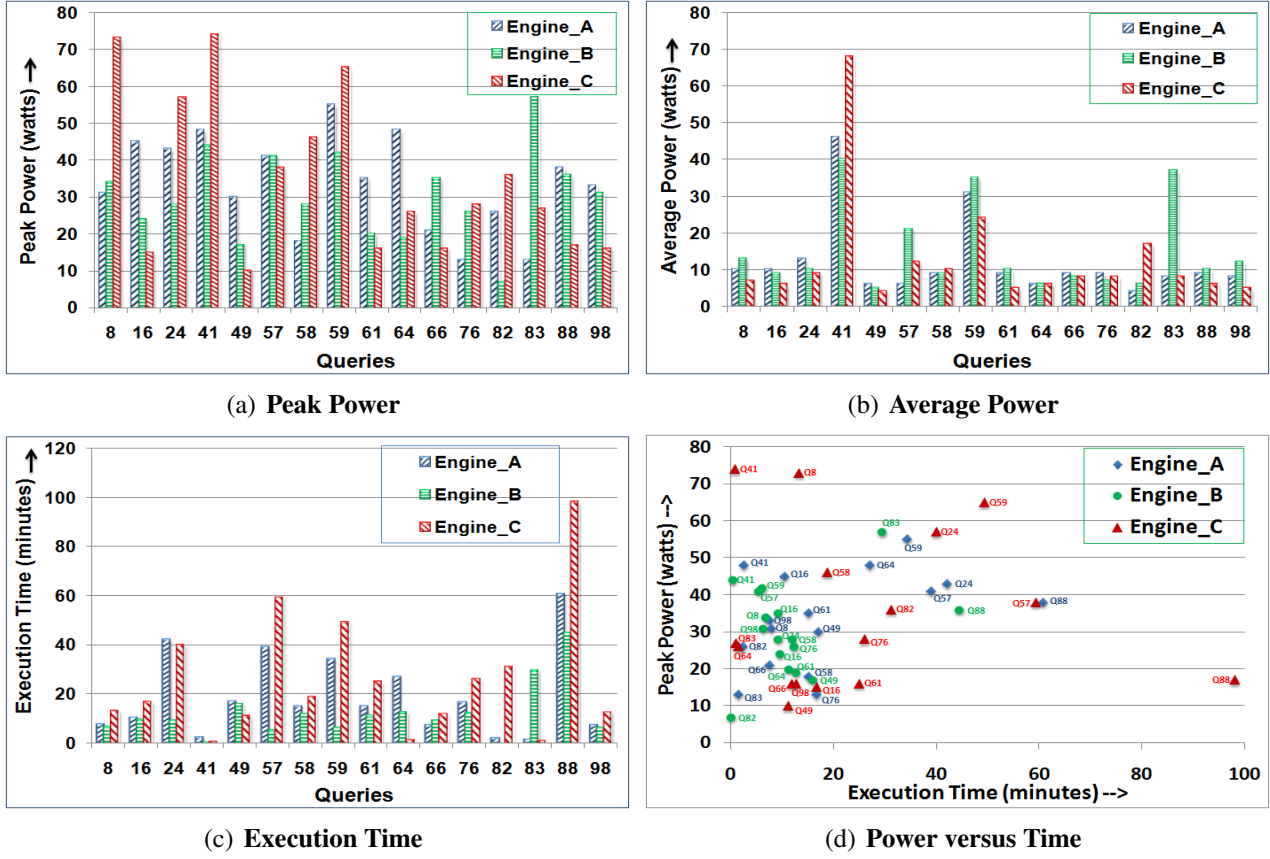 80
70
60
50
40
30
20
10
0
Peak Power (watts)
Engine_A
Engine_B
Engine_C
8 16 24 41 49 57 58 59 61 64 66 76 82 83 88 98
Queries
(a) Peak Power
80
70
60
50
40
30
20
10
0
Average Power (watts)
Engine_A
Engine_B
Engine_C
8 16 24 41 49 57 58 59 61 64 66 76 82 83 88 98
Queries
(b) Average Power
120
100
80
60
40
20
0
Execution Time (minutes)
Engine_A
Engine_B
Engine_C
8 16 24 41 49 57 58 59 61 64 66 76 82 83 88 98
Queries
(c) Execution Time
80
70
60
50
40
30
20
10
0
Peak Power (watts) -->
Engine_A
Engine_B
Engine_C
Q41 Q8
Q59
Q83 Q24
Q59
Q41 Q16 Q58 Q64
Q41 Q59 Q57 Q24
Q57 Q57 Q88
Q8 Q16 Q61 Q82 Q88
Q98 Q98 Q8 Q49
Q83 Q82 Q24 Q58 Q76
Q64 Q16 Q76
Q66 Q61 Q58
Q64 Q49
Q83 Q66 Q98 Q16 Q76 Q61 Q88
Q82 Q49
0 20 40 60 80 100
Execution Time (minutes) -->
(d) Power versus Time